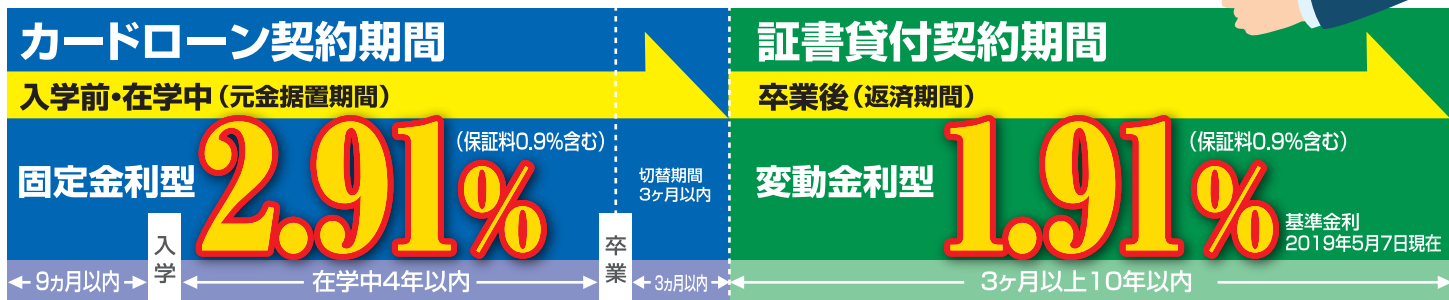 カードローン契約期間
入学前・在学中（元金据置期間）
固定金利型
2.91%
（保証料0.9%含む）
切替期間
3ヶ月以内
9ヵ月以内
入学
在学中4年以内
卒業
3ヵ月以内
証書貸付契約期間
卒業後（返済期間）
変動金利型
1.91%
（保証料0.9%含む）
基準金利
2019年5月7日現在
3ヶ月以上10年以内